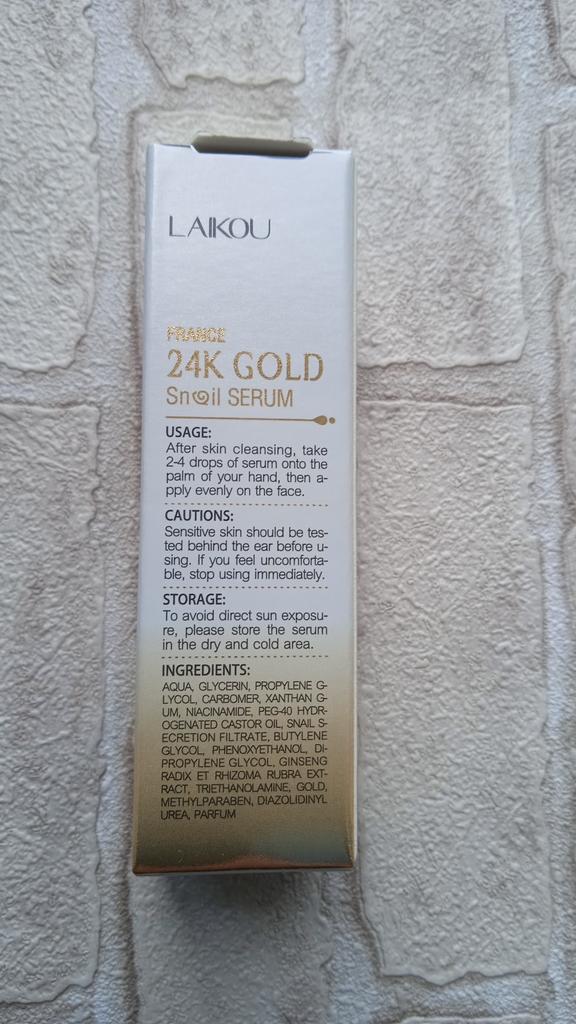 LAIKOU
FRANCE
24K GOLD
Snail SERUM
USAGE:
After skin cleansing, take
2-4 drops of serum onto the
palm of your hand, then a-
pply evenly on the face.
CAUTIONS:
Sensitive skin should be tes-
ted behind the ear before u-
sing. If you feel uncomforta-
ble, stop using immediately.
STORAGE:
To avoid direct sun exposu-
re, please store the serum
in the dry and cold area.
INGREDIENTS:
AQUA, GLYCERIN, PROPYLENE G-
LYCOL, CARBOMER, XANTHAN G-
UM, NIACINAMIDE, PEG-40 HYDR-
OGENATED CASTOR OIL, SNAIL S-
ECRETION FILTRATE, BUTYLENE
GLYCOL, PHENOXYETHANOL, DI-
PROPYLENE GLYCOL, GINSENG
RADIX ET RHIZOMA RUBRA EXT-
RACT, TRIETHANOLAMINE, GOLD,
METHYLPARABEN, DIAZOLIDINYL
UREA, PARFUM